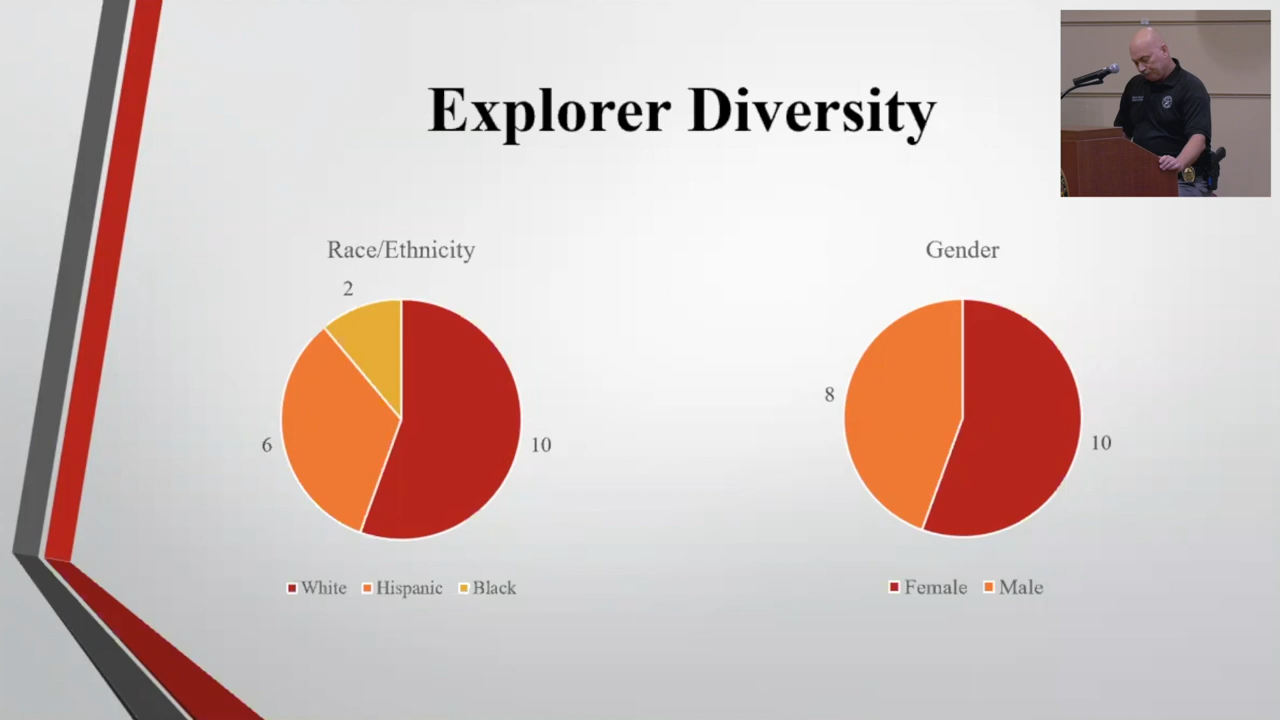 Explorer Diversity
Race/Ethnicity
2
6
10
White Hispanic Black
Gender
8
10
Female Male